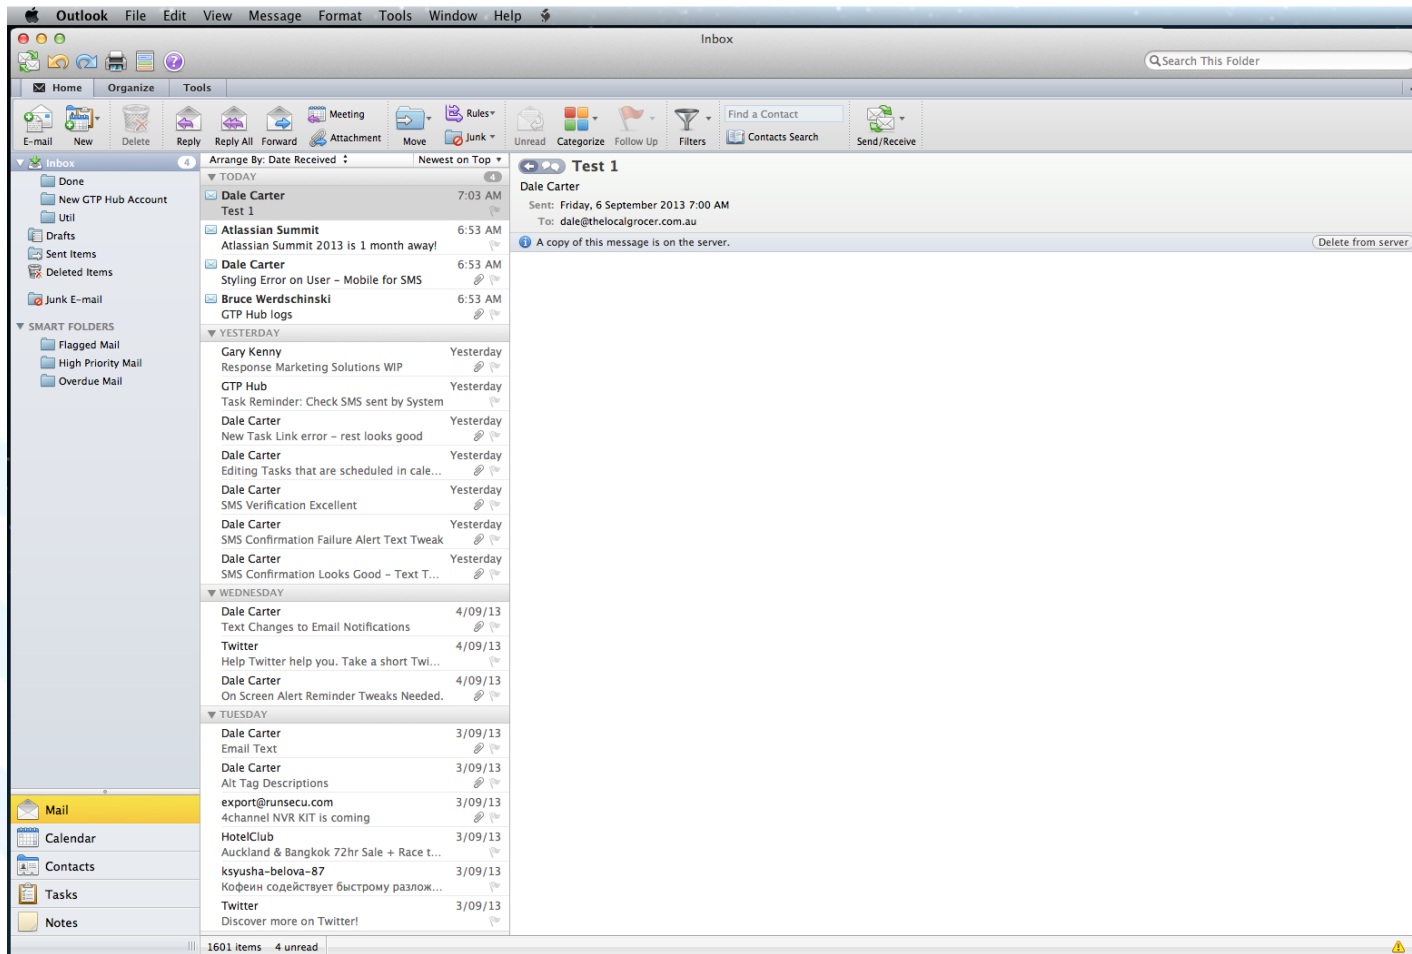 Outlook File Edit View Message Format Tools Window Help
Inbox
Search This Folder
Home Organize Tools
E-mail New Delete Reply Reply All Forward Meeting Attachment Move Rules Junk Unread Categorize Follow Up Filters Find a Contact Contacts Search Send/Receive
Inbox 4
Done
New GTP Hub Account
Util
Drafts
Sent Items
Deleted Items
Junk E-mail
SMART FOLDERS
Flagged Mail
High Priority Mail
Overdue Mail
Mail
Calendar
Contacts
Tasks
Notes
Arrange By: Date Received Newest on Top
TODAY 4
Dale Carter 7:03 AM
Test 1
Atlassian Summit 6:53 AM
Atlassian Summit 2013 is 1 month away!
Dale Carter 6:53 AM
Styling Error on User – Mobile for SMS
Bruce Werdschinski 6:53 AM
GTP Hub logs
YESTERDAY
Gary Kenny Yesterday
Response Marketing Solutions WIP
GTP Hub Yesterday
Task Reminder: Check SMS sent by System
Dale Carter Yesterday
New Task Link error – rest looks good
Dale Carter Yesterday
Editing Tasks that are scheduled in cale...
Dale Carter Yesterday
SMS Verification Excellent
Dale Carter Yesterday
SMS Confirmation Failure Alert Text Tweak
Dale Carter Yesterday
SMS Confirmation Looks Good – Text T...
WEDNESDAY
Dale Carter 4/09/13
Text Changes to Email Notifications
Twitter 4/09/13
Help Twitter help you. Take a short Twi...
Dale Carter 4/09/13
On Screen Alert Reminder Tweaks Needed.
TUESDAY
Dale Carter 3/09/13
Email Text
Dale Carter 3/09/13
Alt Tag Descriptions
export@runsecu.com 3/09/13
4channel NVR KIT is coming
HotelClub 3/09/13
Auckland & Bangkok 72hr Sale + Race t...
ksyusha-belova-87 3/09/13
Кофеин содействует быстрому разлож...
Twitter 3/09/13
Discover more on Twitter!
1601 items 4 unread
Test 1
Dale Carter
Sent: Friday, 6 September 2013 7:00 AM
To: dale@thelocalgrocer.com.au
A copy of this message is on the server. Delete from server